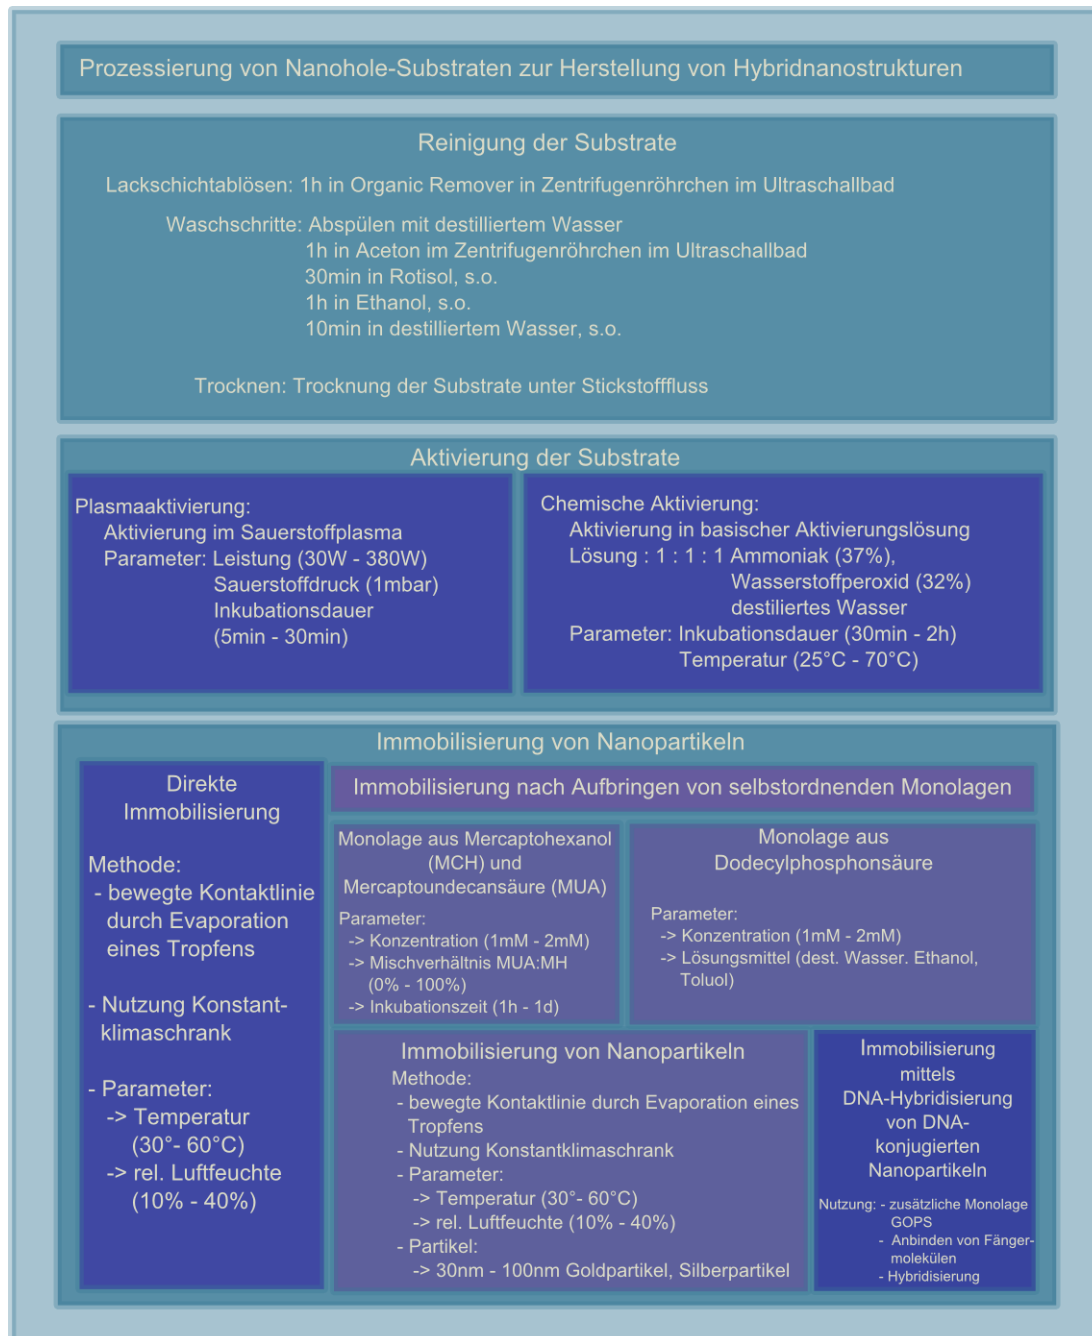 Prozessierung von Nanohole-Substraten zur Herstellung von Hybridnanostrukturen
Reinigung der Substrate
Lackschichtablösen: 1h in Organic Remover in Zentrifugenröhrchen im Ultraschallbad
Waschschritte: Abspülen mit destilliertem Wasser
1h in Aceton im Zentrifugenröhrchen im Ultraschallbad
30min in Rotisol, s.o.
1h in Ethanol, s.o.
10min in destilliertem Wasser, s.o.
Trocknen: Trocknung der Substrate unter Stickstofffluss
Aktivierung der Substrate
Plasmaaktivierung:
Aktivierung im Sauerstoffplasma
Parameter: Leistung (30W - 380W)
Sauerstoffdruck (1mbar)
Inkubationsdauer
(5min - 30min)
Chemische Aktivierung:
Aktivierung in basischer Aktivierungslösung
Lösung : 1 : 1 : 1 Ammoniak (37%),
Wasserstoffperoxid (32%)
destiliertes Wasser
Parameter: Inkubationsdauer (30min - 2h)
Temperatur (25°C - 70°C)
Immobilisierung von Nanopartikeln
Direkte
Immobilisierung
Methode:
- bewegte Kontaktlinie
durch Evaporation
eines Tropfens
- Nutzung Konstant-
klimaschrank
- Parameter:
-> Temperatur
(30°- 60°C)
-> rel. Luftfeuchte
(10% - 40%)
Immobilisierung nach Aufbringen von selbstordnenden Monolagen
Monolage aus Mercaptohexanol
(MCH) und
Mercaptoundecansäure (MUA)
Parameter:
-> Konzentration (1mM - 2mM)
-> Mischverhältnis MUA:MH
(0% - 100%)
-> Inkubationszeit (1h - 1d)
Monolage aus
Dodecylphosphonsäure
Parameter:
-> Konzentration (1mM - 2mM)
-> Lösungsmittel (dest. Wasser. Ethanol,
Toluol)
Immobilisierung von Nanopartikeln
Methode:
- bewegte Kontaktlinie durch Evaporation eines
Tropfens
- Nutzung Konstantklimaschrank
- Parameter:
-> Temperatur (30°- 60°C)
-> rel. Luftfeuchte (10% - 40%)
- Partikel:
-> 30nm - 100nm Goldpartikel, Silberpartikel
Immobilisierung
mittels
DNA-Hybridisierung
von DNA-
konjugierten
Nanopartikeln
Nutzung: - zusätzliche Monolage
GOPS
- Anbinden von Fänger-
molekülen
- Hybridisierung